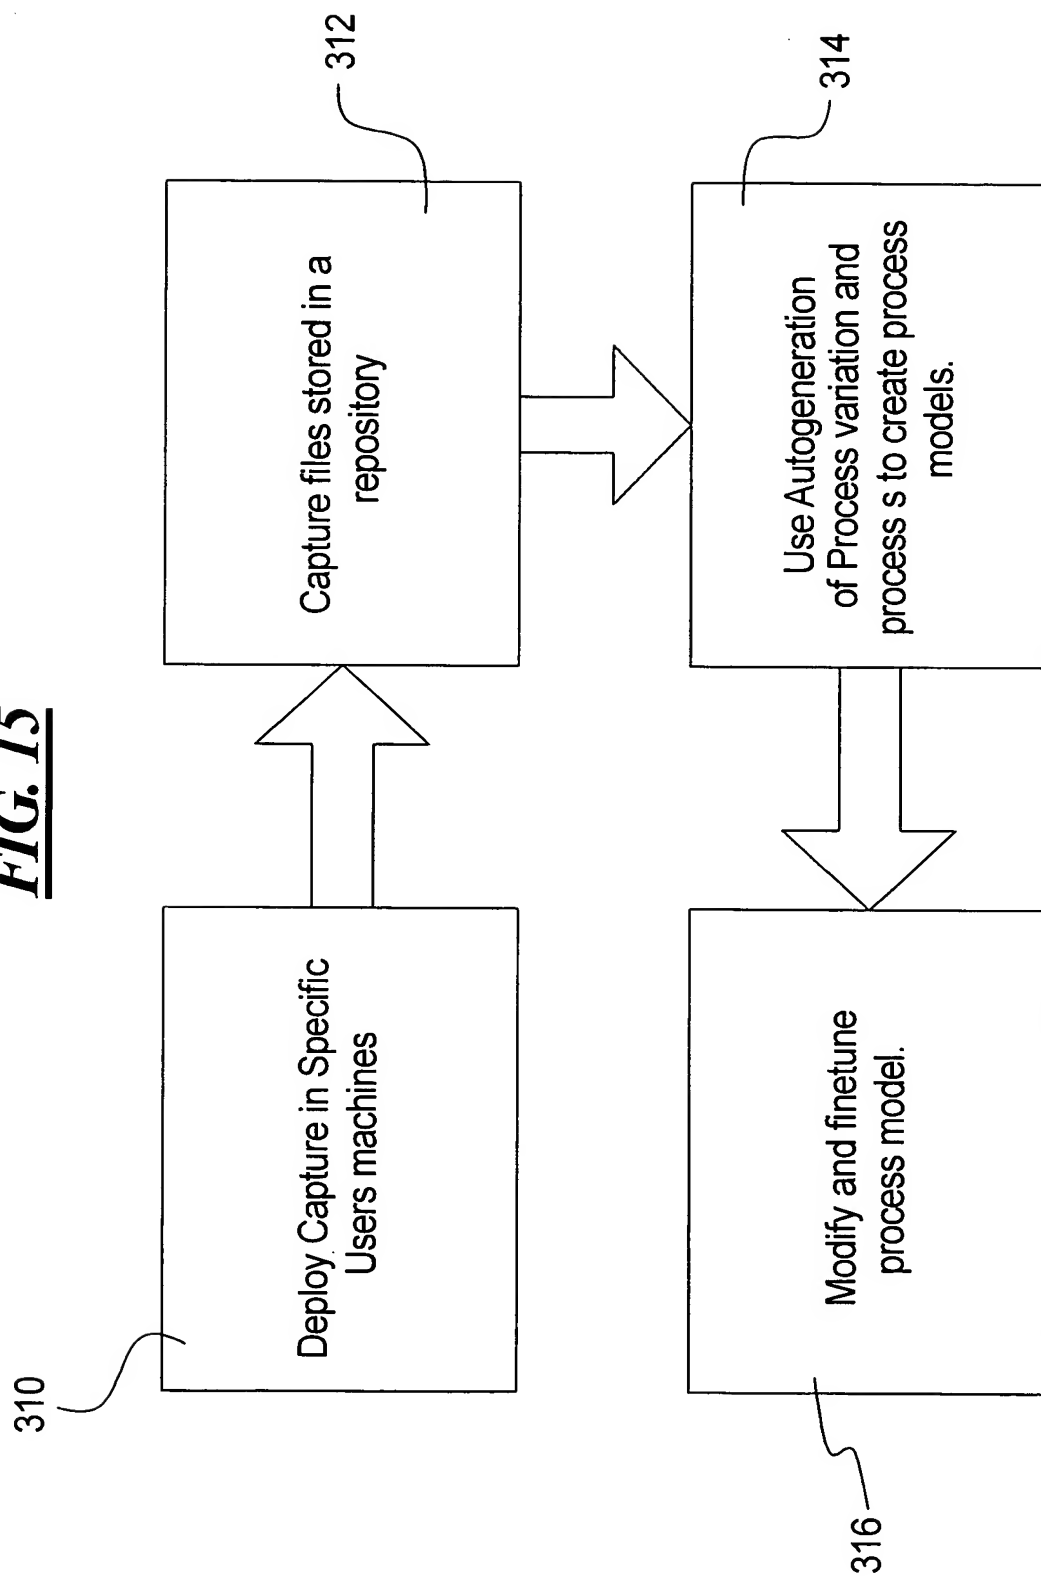 FIG. 15
310
Deploy Capture in Specific
Users machines
312
Capture files stored in a
repository
314
Use Autogeneration
of Process variation and
process s to create process
models.
316
Modify and finetune
process model.